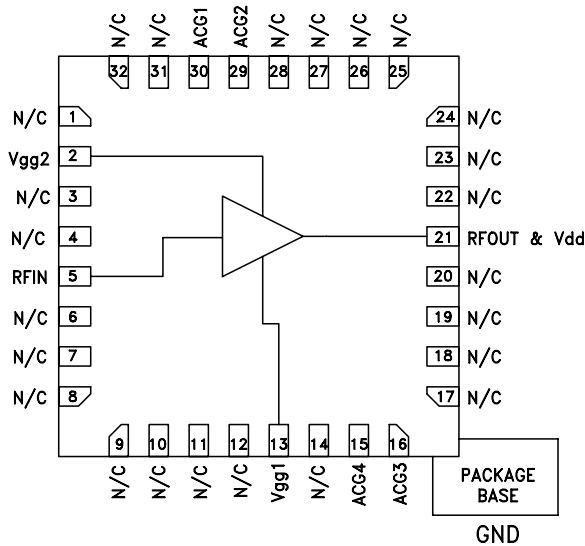 N/C N/C ACG1 ACG2 N/C N/C N/C N/C
32 31 30 29 28 27 26 25
N/C 1 24 N/C
Vgg2 2 23 N/C
N/C 3 22 N/C
N/C 4 21 RFOUT & Vdd
RFIN 5 20 N/C
N/C 6 19 N/C
N/C 7 18 N/C
N/C 8 17 N/C
9 10 11 12 13 14 15 16
N/C N/C N/C N/C Vgg1 N/C ACG4 ACG3
PACKAGE
BASE
GND